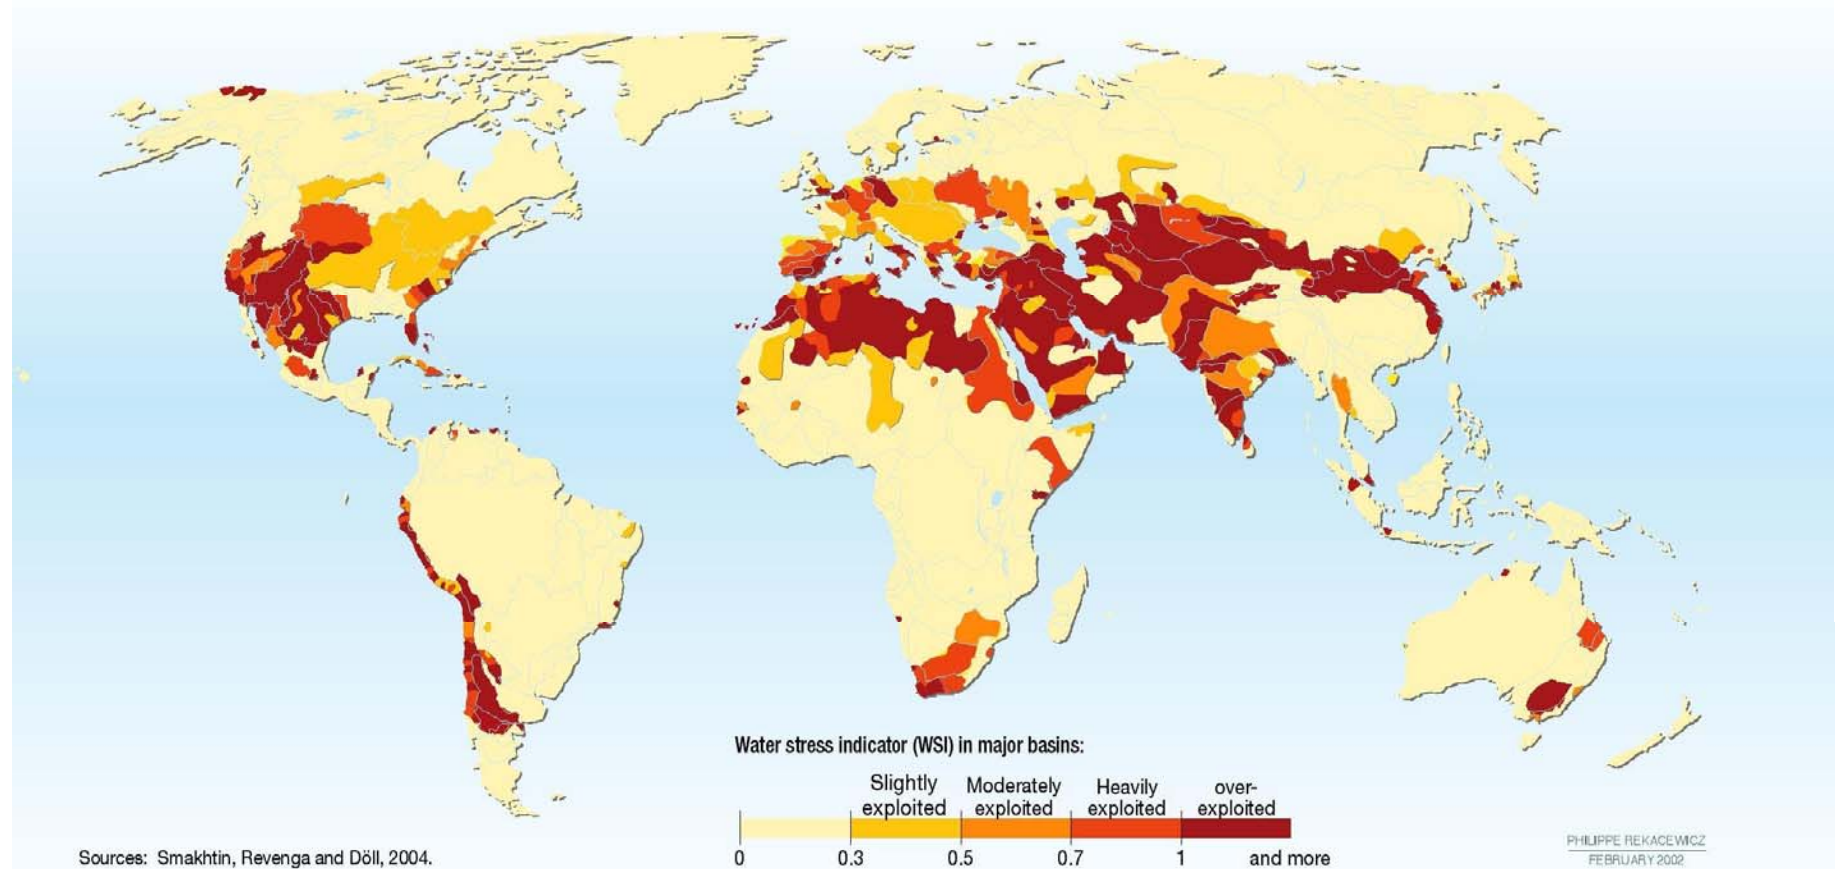 Water stress indicator (WSI) in major basins:
Slightly exploited
Moderately exploited
Heavily exploited
over-exploited
0 0.3 0.5 0.7 1 and more
Sources: Smakhtin, Revenga and Döll, 2004.
PHILIPPE REKACEWICZ
FEBRUARY 2002